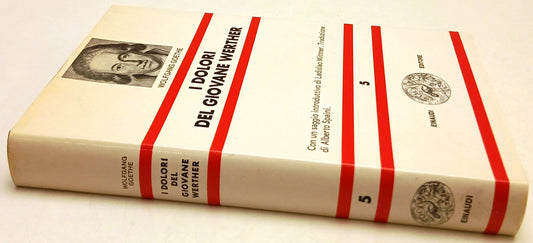 WOLFGANG GOETHE
I DOLORI
DEL GIOVANE WERTHER
Con un saggio introduttivo di Ladislao Mittner. Traduzione
di Alberto Spaini.
5
EINAUDI
EDITORE
WOLFGANG
GOETHE
I DOLORI
DEL
GIOVANE
WERTHER
5
EINAUDI